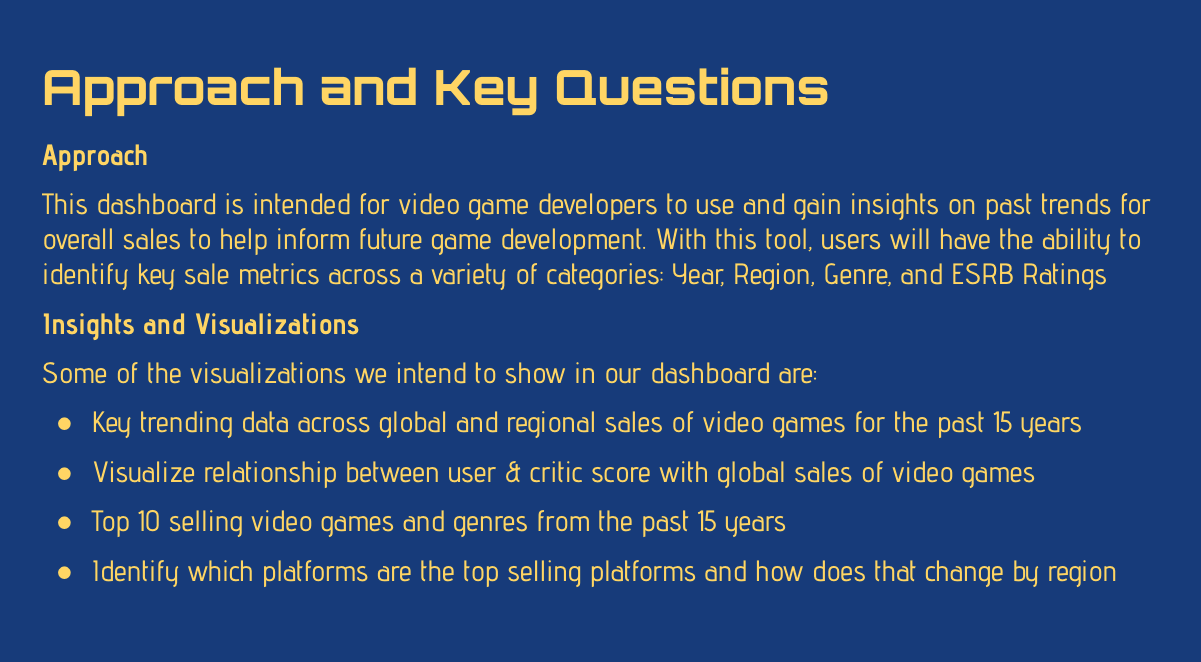 Approach and Key Questions
Approach
This dashboard is intended for video game developers to use and gain insights on past trends for
overall sales to help inform future game development. With this tool, users will have the ability to
identify key sale metrics across a variety of categories: Year, Region, Genre, and ESRB Ratings
Insights and Visualizations
Some of the visualizations we intend to show in our dashboard are:
● Key trending data across global and regional sales of video games for the past 15 years
● Visualize relationship between user & critic score with global sales of video games
● Top 10 selling video games and genres from the past 15 years
● Identify which platforms are the top selling platforms and how does that change by region